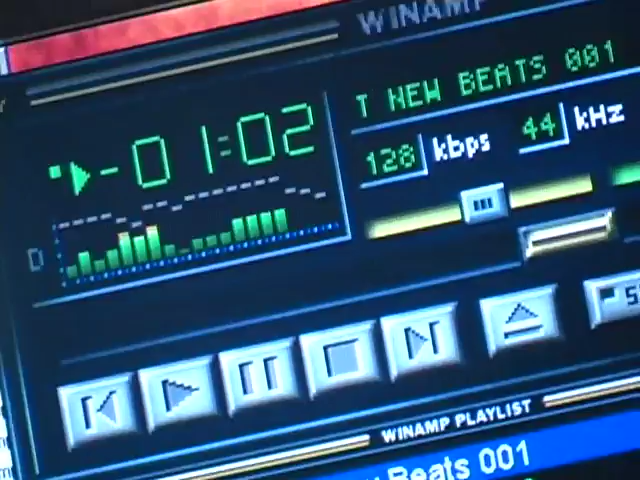 WINAMP
T NEW BEATS 001
-01:02
128 kbps 44 kHz
WINAMP PLAYLIST
Beats 001